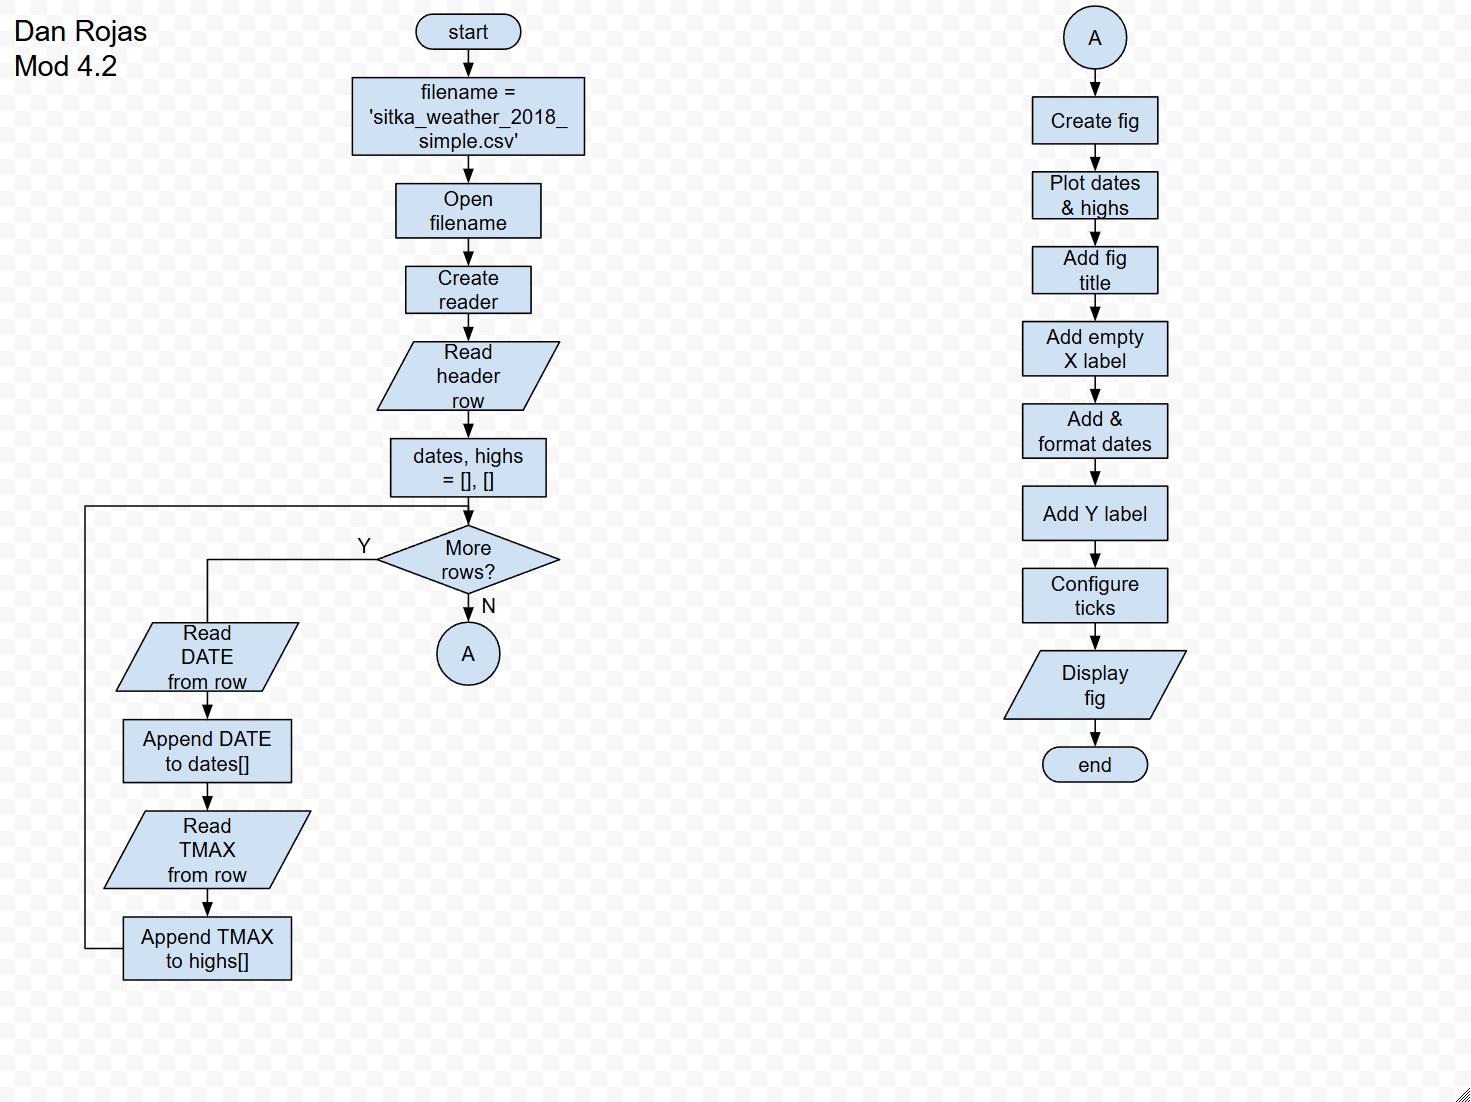 Dan Rojas
Mod 4.2
start
filename =
'sitka_weather_2018_
simple.csv'
Open
filename
Create
reader
Read
header
row
dates, highs
= [], []
More
rows?
Y
N
A
Read
DATE
from row
Append DATE
to dates[]
Read
TMAX
from row
Append TMAX
to highs[]
A
Create fig
Plot dates
& highs
Add fig
title
Add empty
X label
Add &
format dates
Add Y label
Configure
ticks
Display
fig
end